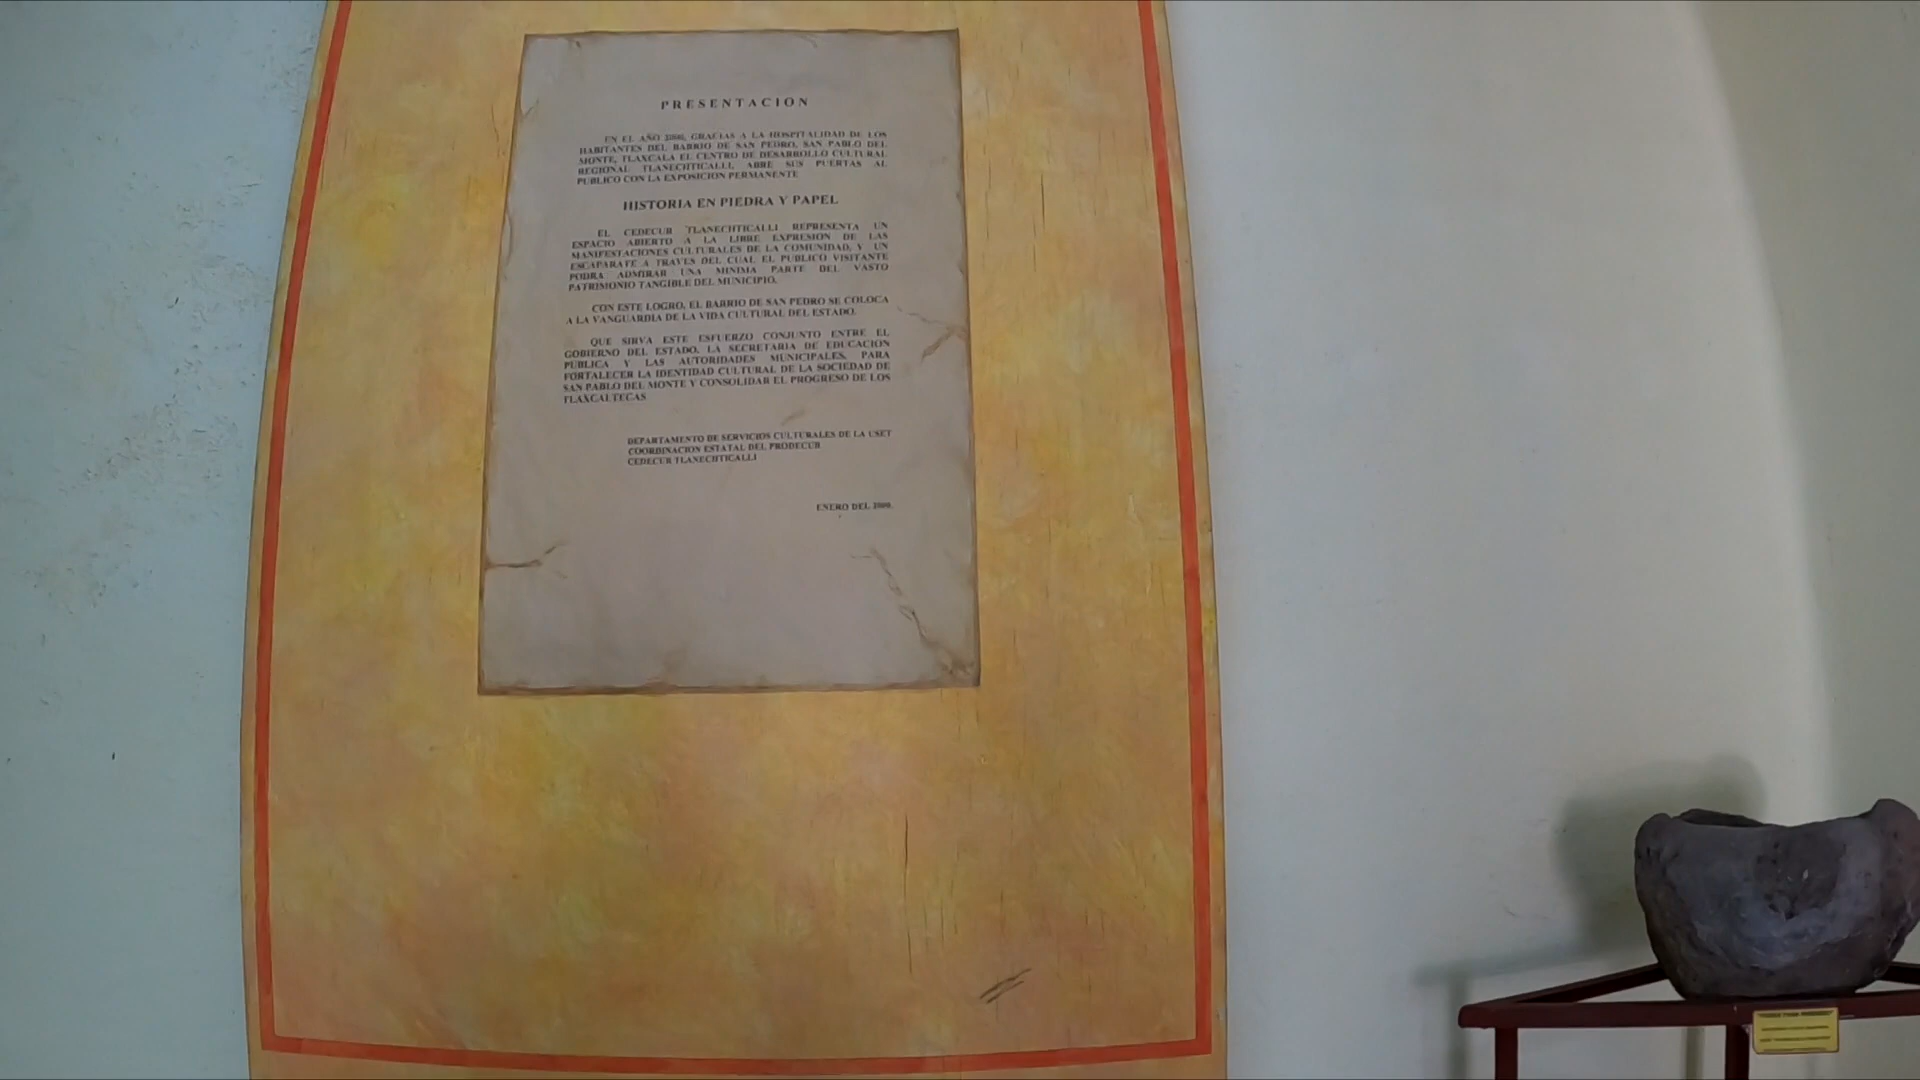 PRESENTACION
EN EL AÑO 2000, GRACIAS A LA HOSPITALIDAD DE LOS
HABITANTES DEL BARRIO DE SAN PEDRO, SAN PABLO DEL
MONTE, TLAXCALA EL CENTRO DE DESARROLLO CULTURAL
REGIONAL TLANECHTICALLI, ABRE SUS PUERTAS AL
PUBLICO CON LA EXPOSICION PERMANENTE
HISTORIA EN PIEDRA Y PAPEL
EL CEDECUR TLANECHTICALLI REPRESENTA UN
ESPACIO ABIERTO A LA LIBRE EXPRESION DE LAS
MANIFESTACIONES CULTURALES DE LA COMUNIDAD, Y UN
ESCAPARATE A TRAVES DEL CUAL EL PUBLICO VISITANTE
PODRA ADMIRAR UNA MINIMA PARTE DEL VASTO
PATRIMONIO TANGIBLE DEL MUNICIPIO.
CON ESTE LOGRO, EL BARRIO DE SAN PEDRO SE COLOCA
A LA VANGUARDIA DE LA VIDA CULTURAL DEL ESTADO.
QUE SIRVA ESTE ESFUERZO CONJUNTO ENTRE EL
GOBIERNO DEL ESTADO, LA SECRETARIA DE EDUCACION
PUBLICA Y LAS AUTORIDADES MUNICIPALES, PARA
FORTALECER LA IDENTIDAD CULTURAL DE LA SOCIEDAD DE
SAN PABLO DEL MONTE Y CONSOLIDAR EL PROGRESO DE LOS
TLAXCALTECAS
DEPARTAMENTO DE SERVICIOS CULTURALES DE LA USET
COORDINACION ESTATAL DEL PRODECUR
CEDECUR TLANECHTICALLI
ENERO DEL 2000.